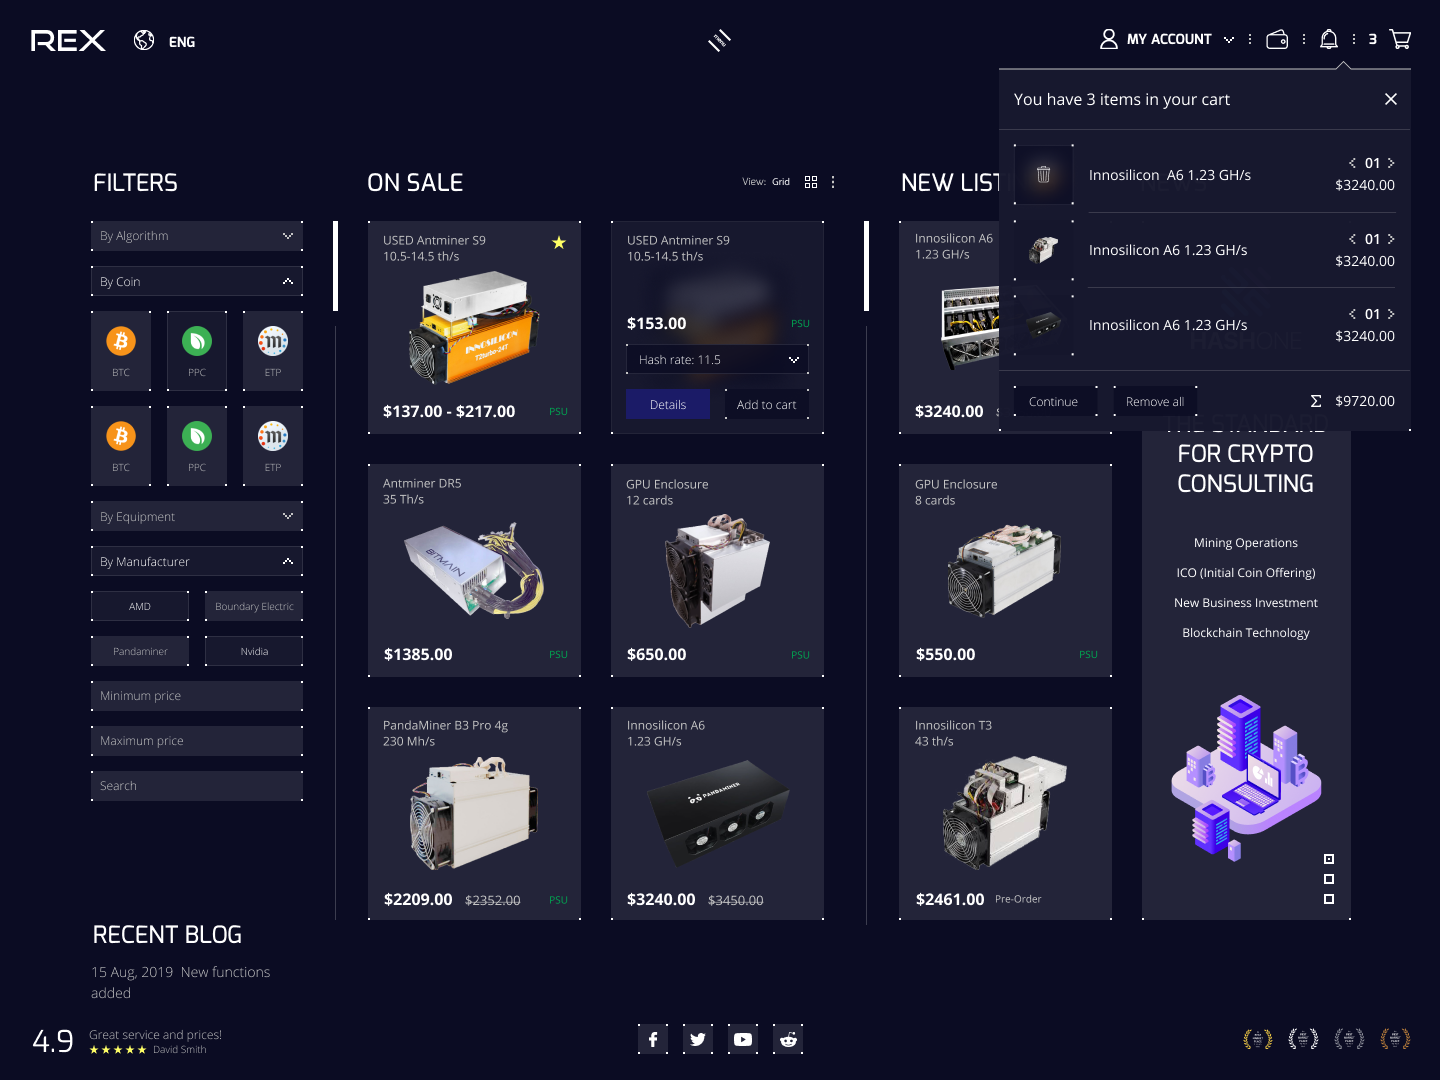 REX
ENG
MY ACCOUNT
3
You have 3 items in your cart
Innosilicon A6 1.23 GH/s
01
$3240.00
Innosilicon A6 1.23 GH/s
01
$3240.00
Innosilicon A6 1.23 GH/s
01
$3240.00
Continue
Remove all
Σ $9720.00
FILTERS
By Algorithm
By Coin
BTC
PPC
ETP
BTC
PPC
ETP
By Equipment
By Manufacturer
AMD
Boundary Electric
Pandaminer
Nvidia
Minimum price
Maximum price
Search
ON SALE
View: Grid
USED Antminer S9
10.5-14.5 th/s
INNOSILICON
T2turbo-24T
$137.00 - $217.00
PSU
USED Antminer S9
10.5-14.5 th/s
$153.00
PSU
Hash rate: 11.5
Details
Add to cart
Antminer DR5
35 Th/s
BITMAIN
$1385.00
PSU
GPU Enclosure
12 cards
$650.00
PSU
PandaMiner B3 Pro 4g
230 Mh/s
$2209.00
$2352.00
PSU
Innosilicon A6
1.23 GH/s
PANDAMINER
$3240.00
$3450.00
NEW LIST
Innosilicon A6
1.23 GH/s
$3240.00
GPU Enclosure
8 cards
$550.00
PSU
Innosilicon T3
43 th/s
$2461.00
Pre-Order
NEWS
HASHONE
THE STANDARD
FOR CRYPTO
CONSULTING
Mining Operations
ICO (Initial Coin Offering)
New Business Investment
Blockchain Technology
RECENT BLOG
15 Aug, 2019 New functions
added
4.9
Great service and prices!
David Smith